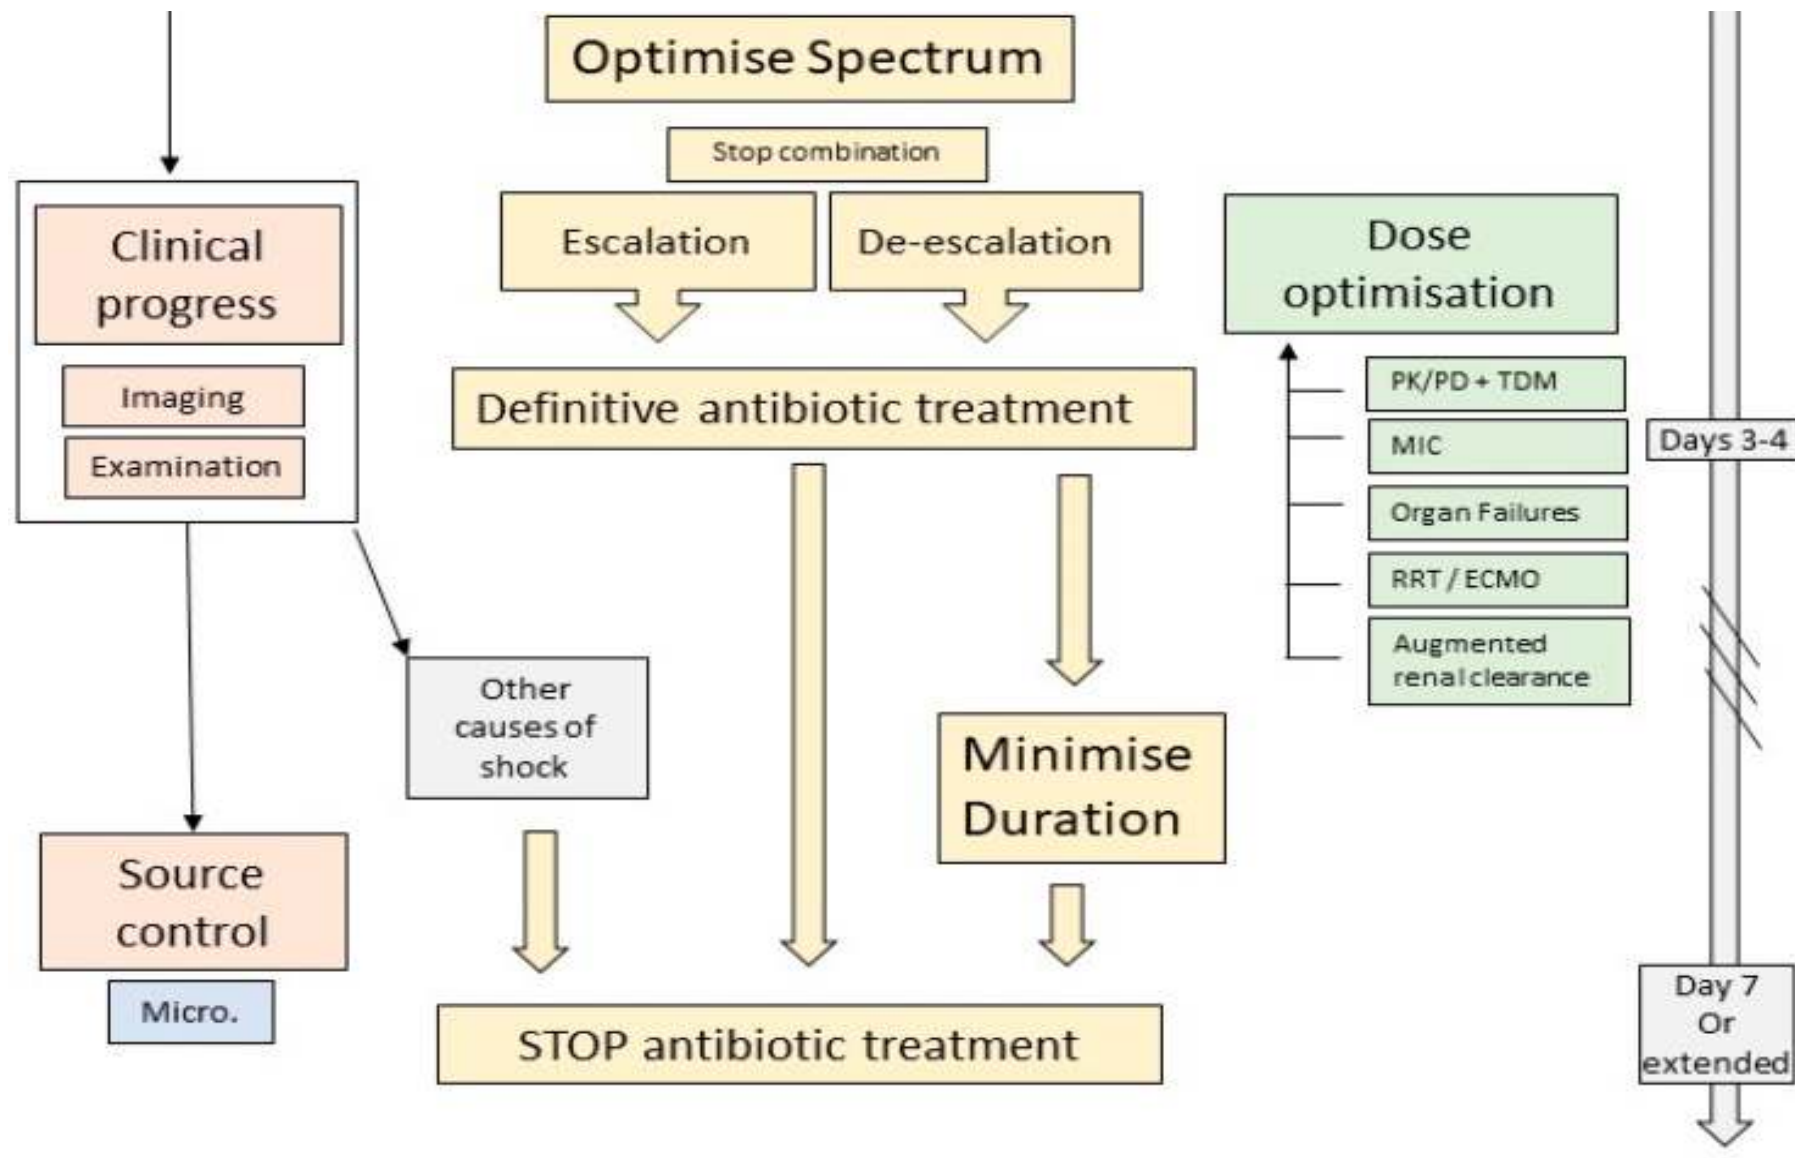 Optimise Spectrum
Stop combination
Escalation
De-escalation
Clinical
progress
Imaging
Examination
Dose
optimisation
Definitive antibiotic treatment
PK/PD + TDM
MIC
Organ Failures
RRT / ECMO
Augmented
renal clearance
Days 3-4
Other
causes of
shock
Minimise
Duration
Source
control
Micro.
STOP antibiotic treatment
Day 7
Or
extended